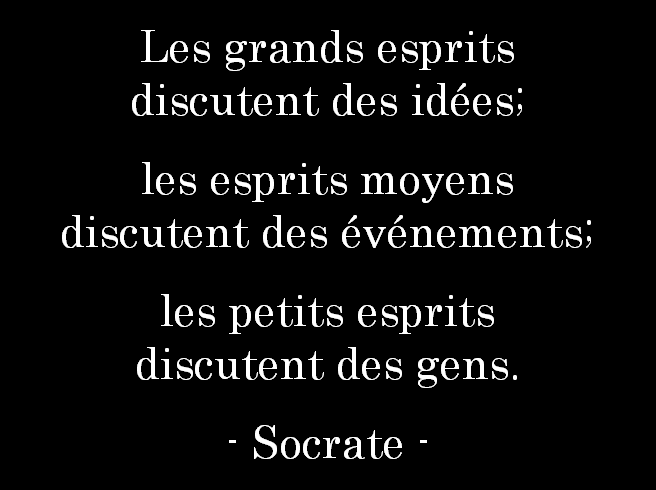 Les grands esprits
discutent des idées;
les esprits moyens
discutent des événements;
les petits esprits
discutent des gens.
- Socrate -